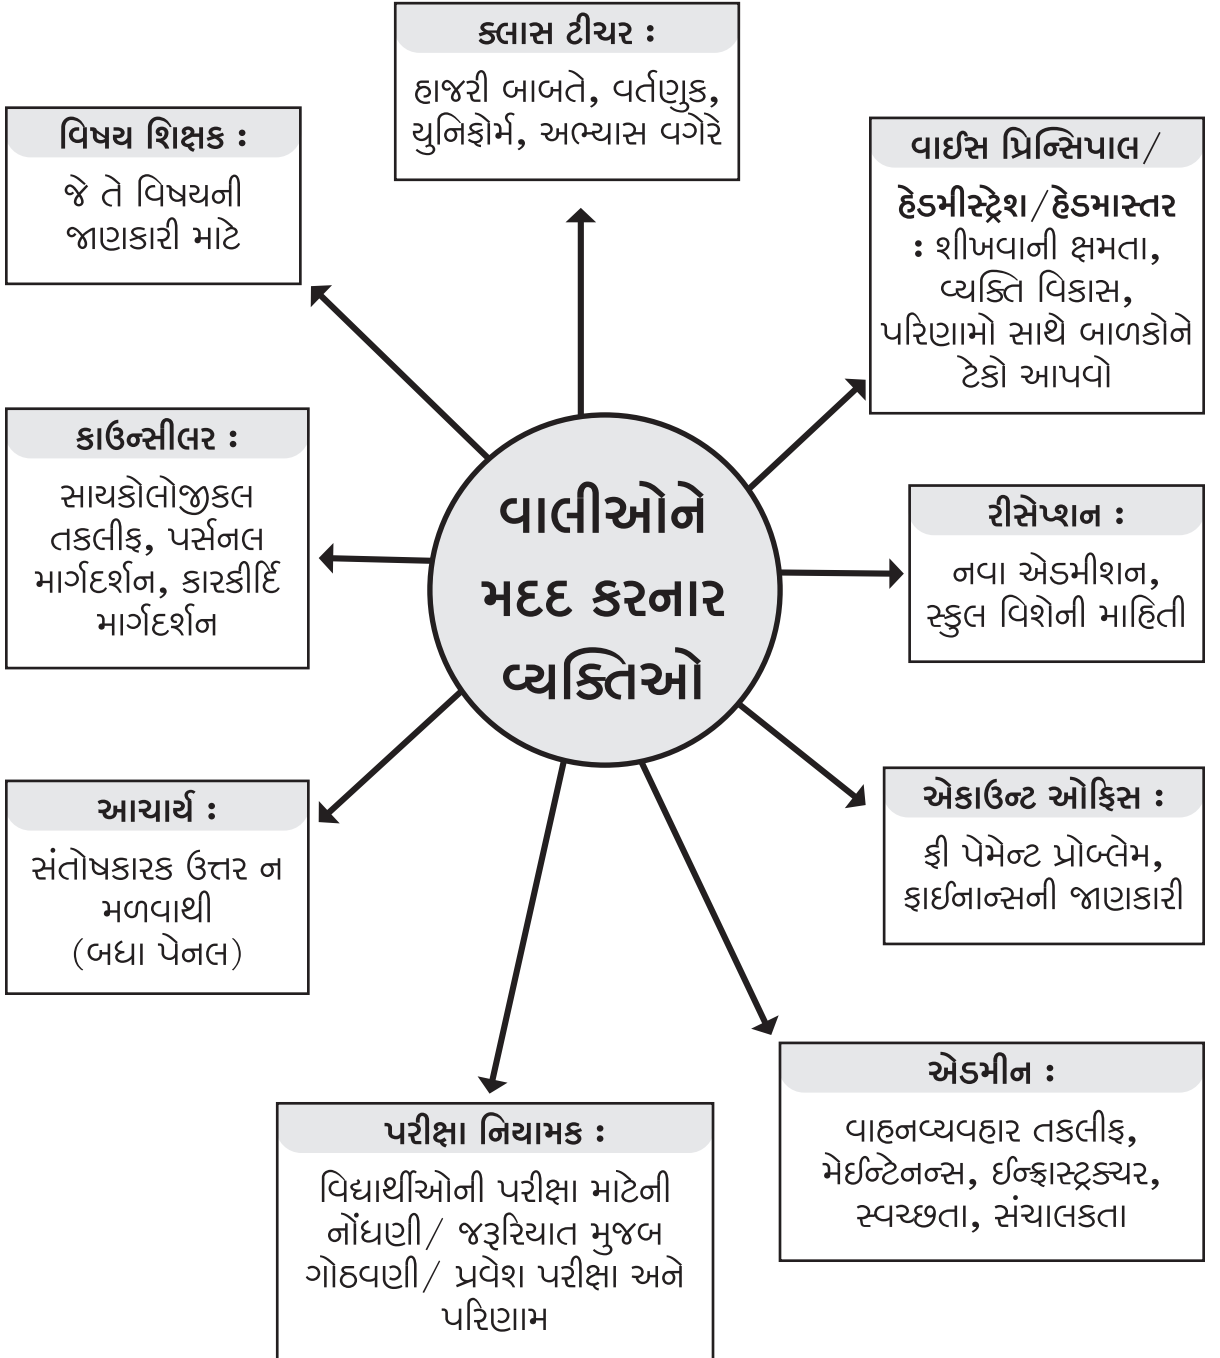 ક્લાસ ટીચર :
હાજરી બાબતે, વર્તણુક,
યુનિફોર્મ, અભ્યાસ વગેરે
વિષય શિક્ષક :
જે તે વિષયની
જાણકારી માટે
વાઈસ પ્રિન્સિપાલ/
હેડમીસ્ટ્રેશ/હેડમાસ્તર
: શીખવાની ક્ષમતા,
વ્યક્તિ વિકાસ,
પરિણામો સાથે બાળકોને
ટેકો આપવો
કાઉન્સીલર :
સાયકોલોજીકલ
તકલીફ, પર્સનલ
માર્ગદર્શન, કારકીર્દિ
માર્ગદર્શન
વાલીઓને
મદદ કરનાર
વ્યક્તિઓ
રીસેપ્શન :
નવા એડમીશન,
સ્કુલ વિશેની માહિતી
આચાર્ય :
સંતોષકારક ઉત્તર ન
મળવાથી
(બધા પેનલ)
એકાઉન્ટ ઓફિસ :
ફી પેમેન્ટ પ્રોબ્લેમ,
ફાઈનાન્સની જાણકારી
પરીક્ષા નિયામક :
વિદ્યાર્થીઓની પરીક્ષા માટેની
નોંધણી/ જરૂરિયાત મુજબ
ગોઠવણી/ પ્રવેશ પરીક્ષા અને
પરિણામ
એડમીન :
વાહનવ્યવહાર તકલીફ,
મેઈન્ટેનન્સ, ઈન્ફ્રાસ્ટ્રક્ચર,
સ્વચ્છતા, સંચાલકતા